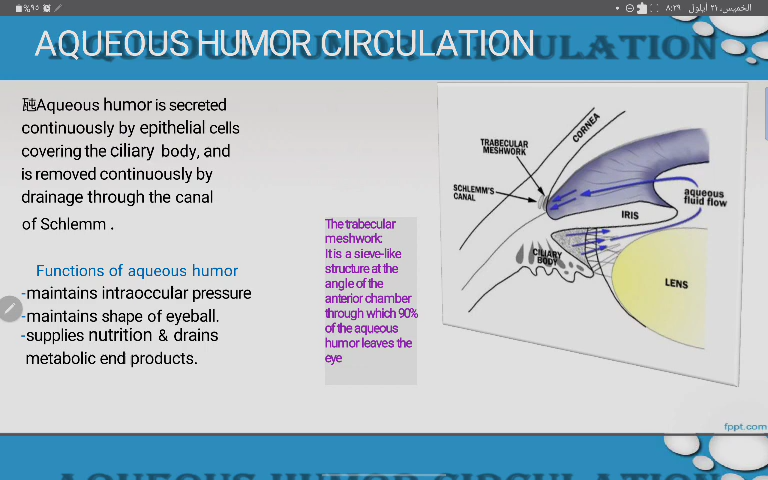 %٩٥
الخميس، ٢١ أيلول ٨:٢٩
AQUEOUS HUMOR CIRCULATION
Aqueous humor is secreted
continuously by epithelial cells
covering the ciliary body, and
is removed continuously by
drainage through the canal
of Schlemm .
Functions of aqueous humor
-maintains intraoccular pressure
-maintains shape of eyeball.
-supplies nutrition & drains
metabolic end products.
The trabecular
meshwork:
It is a sieve-like
structure at the
angle of the
anterior chamber
through which 90%
of the aqueous
humor leaves the
eye
CORNEA
TRABECULAR
MESHWORK
SCHLEMM'S
CANAL
aqueous
fluid flow
IRIS
CILIARY
BODY
LENS
fppt.com
AQUEOUS HUMOR CIRCULATION